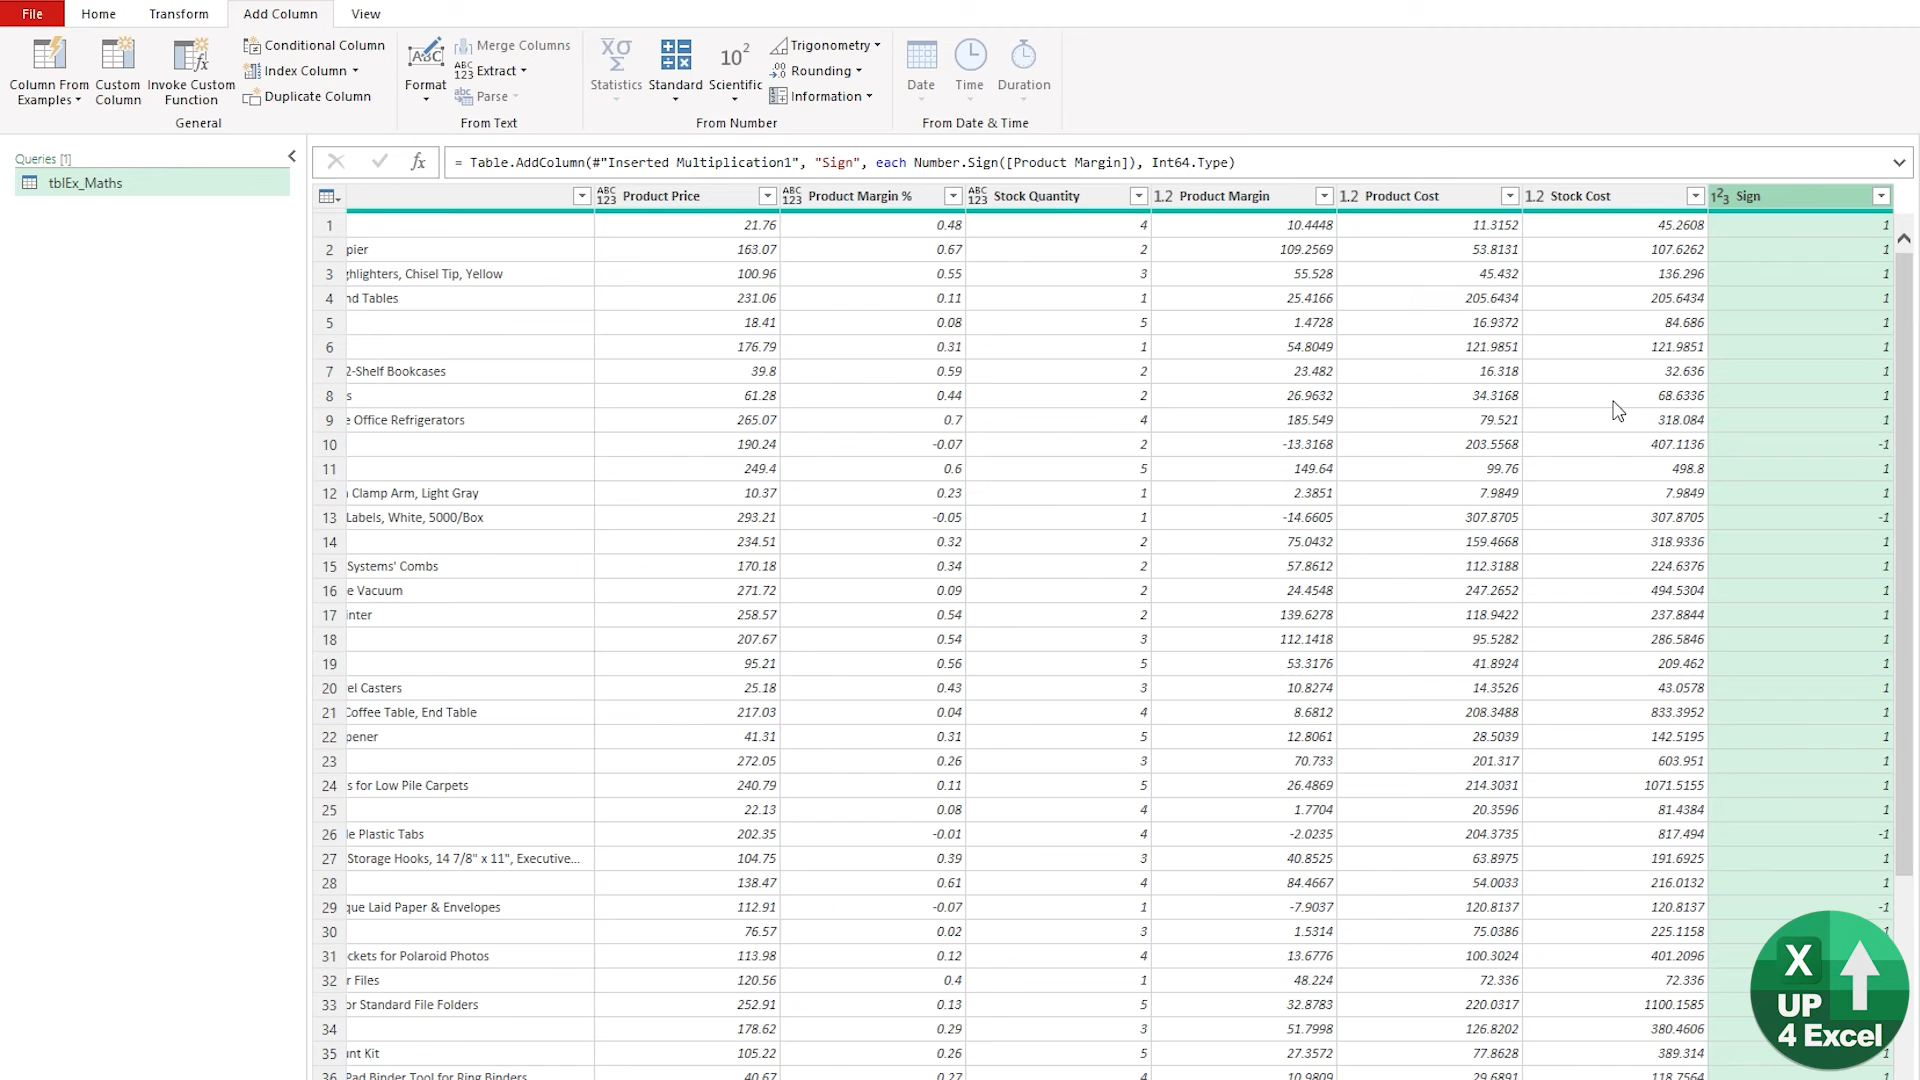 File Home Transform Add Column View
Column From Examples
Custom Column
Invoke Custom Function
Conditional Column
Index Column
Duplicate Column
General
Format
Merge Columns
Extract
Parse
From Text
Statistics
Standard
Scientific
Trigonometry
Rounding
Information
From Number
Date
Time
Duration
From Date & Time
Queries [1]
tblEx_Maths
= Table.AddColumn(#"Inserted Multiplication1", "Sign", each Number.Sign([Product Margin]), Int64.Type)
ABC 123 Product Price ABC 123 Product Margin % ABC 123 Stock Quantity 1.2 Product Margin 1.2 Product Cost 1.2 Stock Cost 123 Sign
1 21.76 0.48 4 10.4448 11.3152 45.2608 1
2 pier 163.07 0.67 2 109.2569 53.8131 107.6262 1
3 ghlighters, Chisel Tip, Yellow 100.96 0.55 3 55.528 45.432 136.296 1
4 nd Tables 231.06 0.11 1 25.4166 205.6434 205.6434 1
5 18.41 0.08 5 1.4728 16.9372 84.686 1
6 176.79 0.31 1 54.8049 121.9851 121.9851 1
7 2-Shelf Bookcases 39.8 0.59 2 23.482 16.318 32.636 1
8 s 61.28 0.44 2 26.9632 34.3168 68.6336 1
9 e Office Refrigerators 265.07 0.7 4 185.549 79.521 318.084 1
10 190.24 -0.07 2 -13.3168 203.5568 407.1136 -1
11 249.4 0.6 5 149.64 99.76 498.8 1
12 Clamp Arm, Light Gray 10.37 0.23 1 2.3851 7.9849 7.9849 1
13 Labels, White, 5000/Box 293.21 -0.05 1 -14.6605 307.8705 307.8705 -1
14 234.51 0.32 2 75.0432 159.4668 318.9336 1
15 Systems' Combs 170.18 0.34 2 57.8612 112.3188 224.6376 1
16 e Vacuum 271.72 0.09 2 24.4548 247.2652 494.5304 1
17 inter 258.57 0.54 2 139.6278 118.9422 237.8844 1
18 207.67 0.54 3 112.1418 95.5282 286.5846 1
19 95.21 0.56 5 53.3176 41.8924 209.462 1
20 el Casters 25.18 0.43 3 10.8274 14.3526 43.0578 1
21 Coffee Table, End Table 217.03 0.04 4 8.6812 208.3488 833.3952 1
22 pener 41.31 0.31 5 12.8061 28.5039 142.5195 1
23 272.05 0.26 3 70.733 201.317 603.951 1
24 s for Low Pile Carpets 240.79 0.11 5 26.4869 214.3031 1071.5155 1
25 22.13 0.08 4 1.7704 20.3596 81.4384 1
26 le Plastic Tabs 202.35 -0.01 4 -2.0235 204.3735 817.494 -1
27 Storage Hooks, 14 7/8" x 11", Executive... 104.75 0.39 3 40.8525 63.8975 191.6925 1
28 138.47 0.61 4 84.4667 54.0033 216.0132 1
29 que Laid Paper & Envelopes 112.91 -0.07 1 -7.9037 120.8137 120.8137 -1
30 76.57 0.02 3 1.5314 75.0386 225.1158 1
31 ckets for Polaroid Photos 113.98 0.12 4 13.6776 100.3024 401.2096
32 r Files 120.56 0.4 1 48.224 72.336 72.336
33 or Standard File Folders 252.91 0.13 5 32.8783 220.0317 1100.1585
34 178.62 0.29 3 51.7998 126.8202 380.4606
35 unt Kit 105.22 0.26 5 27.3572 77.8628 389.314 1
36 Pad Binder Tool for Ring Binders 40.67 0.27 4 10.9809 29.6891 118.7564
X UP
4 Excel